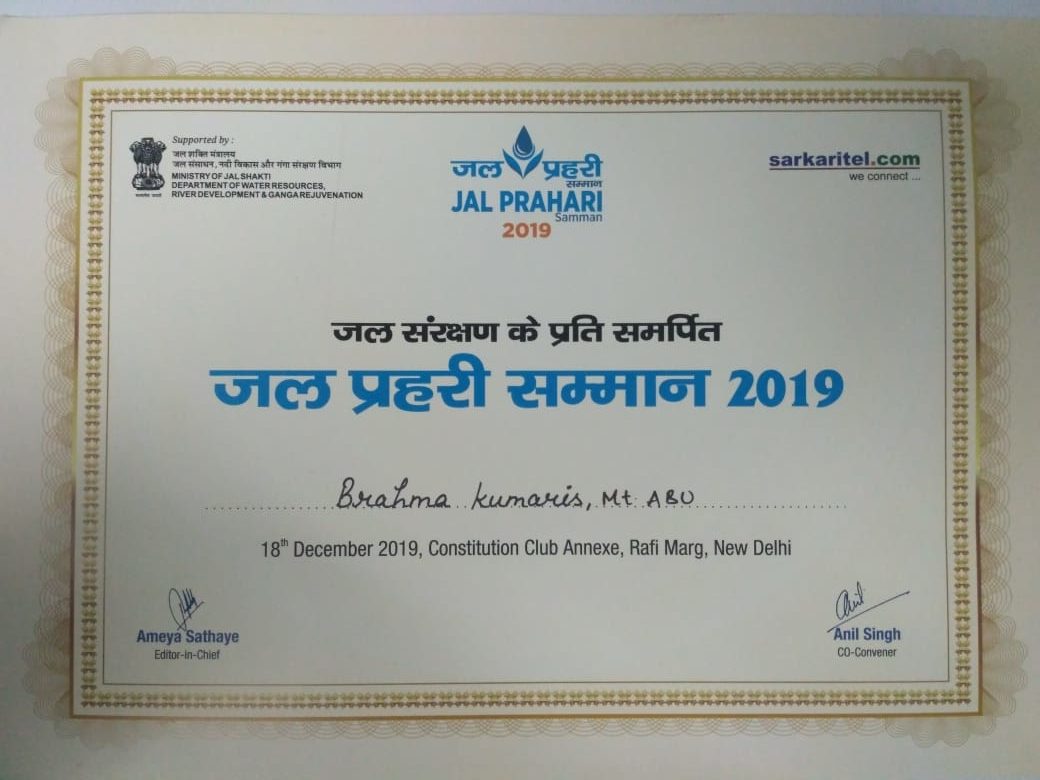 Supported by :
जल शक्ति मंत्रालय
जल संसाधन, नदी विकास और गंगा संरक्षण विभाग
MINISTRY OF JAL SHAKTI
DEPARTMENT OF WATER RESOURCES,
RIVER DEVELOPMENT & GANGA REJUVENATION
जल प्रहरी
सम्मान
JAL PRAHARI
Samman
2019
sarkaritel.com
we connect ...
जल संरक्षण के प्रति समर्पित
जल प्रहरी सम्मान 2019
Brahma Kumaris, Mt. ABU
18th December 2019, Constitution Club Annexe, Rafi Marg, New Delhi
Ameya Sathaye
Editor-in-Chief
Anil
Anil Singh
CO-Convener